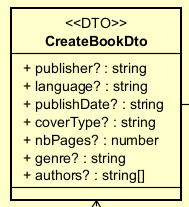 <<DTO>>
CreateBookDto
+ publisher? : string
+ language? : string
+ publishDate? : string
+ coverType? : string
+ nbPages? : number
+ genre? : string
+ authors? : string[]